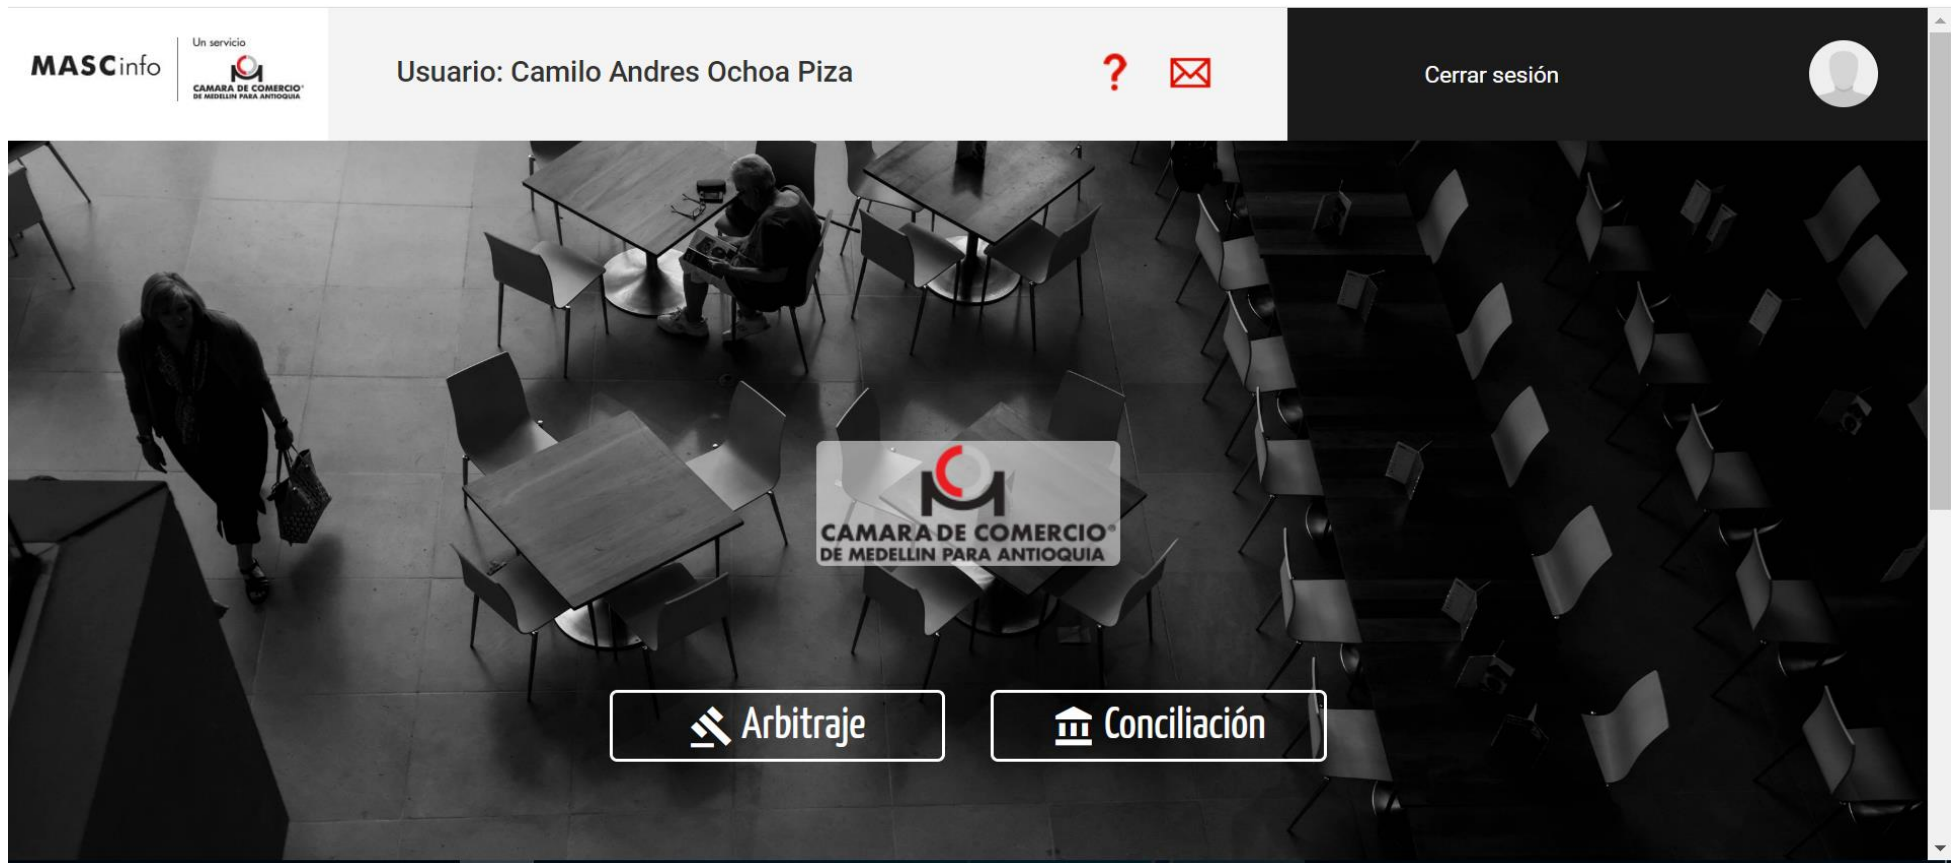 MASCinfo
Un servicio
CAMARA DE COMERCIO®
DE MEDELLIN PARA ANTIOQUIA
Usuario: Camilo Andres Ochoa Piza
?
Cerrar sesión
CAMARA DE COMERCIO®
DE MEDELLIN PARA ANTIOQUIA
Arbitraje
Conciliación